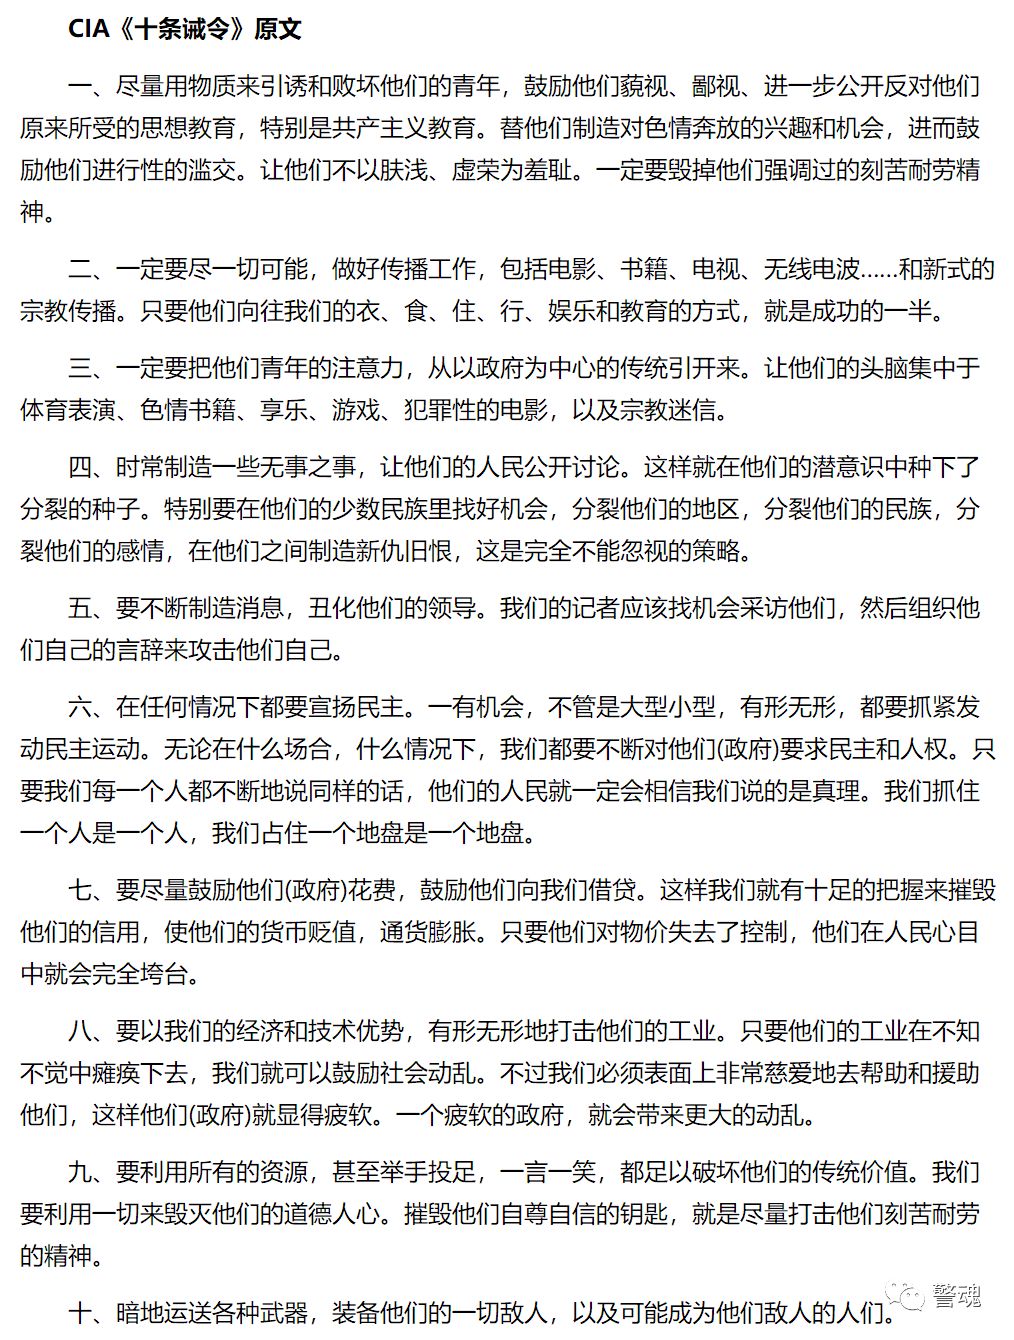 CIA《十条诫令》原文
一、尽量用物质来引诱和败坏他们的青年，鼓励他们藐视、鄙视、进一步公开反对他们
原来所受的思想教育，特别是共产主义教育。替他们制造对色情奔放的兴趣和机会，进而鼓
励他们进行性的滥交。让他们不以肤浅、虚荣为羞耻。一定要毁掉他们强调过的刻苦耐劳精
神。
二、一定要尽一切可能，做好传播工作，包括电影、书籍、电视、无线电波……和新式的
宗教传播。只要他们向往我们的衣、食、住、行、娱乐和教育的方式，就是成功的一半。
三、一定要把他们青年的注意力，从以政府为中心的传统引开来。让他们的头脑集中于
体育表演、色情书籍、享乐、游戏、犯罪性的电影，以及宗教迷信。
四、时常制造一些无事之事，让他们的人民公开讨论。这样就在他们的潜意识中种下了
分裂的种子。特别要在他们的少数民族里找好机会，分裂他们的地区，分裂他们的民族，分
裂他们的感情，在他们之间制造新仇旧恨，这是完全不能忽视的策略。
五、要不断制造消息，丑化他们的领导。我们的记者应该找机会采访他们，然后组织他
们自己的言辞来攻击他们自己。
六、在任何情况下都要宣扬民主。一有机会，不管是大型小型，有形无形，都要抓紧发
动民主运动。无论在什么场合，什么情况下，我们都要不断对他们(政府)要求民主和人权。只
要我们每一个人都不断地说同样的话，他们的人民就一定会相信我们说的是真理。我们抓住
一个人是一个人，我们占住一个地盘是一个地盘。
七、要尽量鼓励他们(政府)花费，鼓励他们向我们借贷。这样我们就有十足的把握来摧毁
他们的信用，使他们的货币贬值，通货膨胀。只要他们对物价失去了控制，他们在人民心目
中就会完全垮台。
八、要以我们的经济和技术优势，有形无形地打击他们的工业。只要他们的工业在不知
不觉中瘫痪下去，我们就可以鼓励社会动乱。不过我们必须表面上非常慈爱地去帮助和援助
他们，这样他们(政府)就显得疲软。一个疲软的政府，就会带来更大的动乱。
九、要利用所有的资源，甚至举手投足，一言一笑，都足以破坏他们的传统价值。我们
要利用一切来毁灭他们的道德人心。摧毁他们自尊自信的钥匙，就是尽量打击他们刻苦耐劳
的精神。
十、暗地运送各种武器，装备他们的一切敌人，以及可能成为他们敌人的人们。
警魂